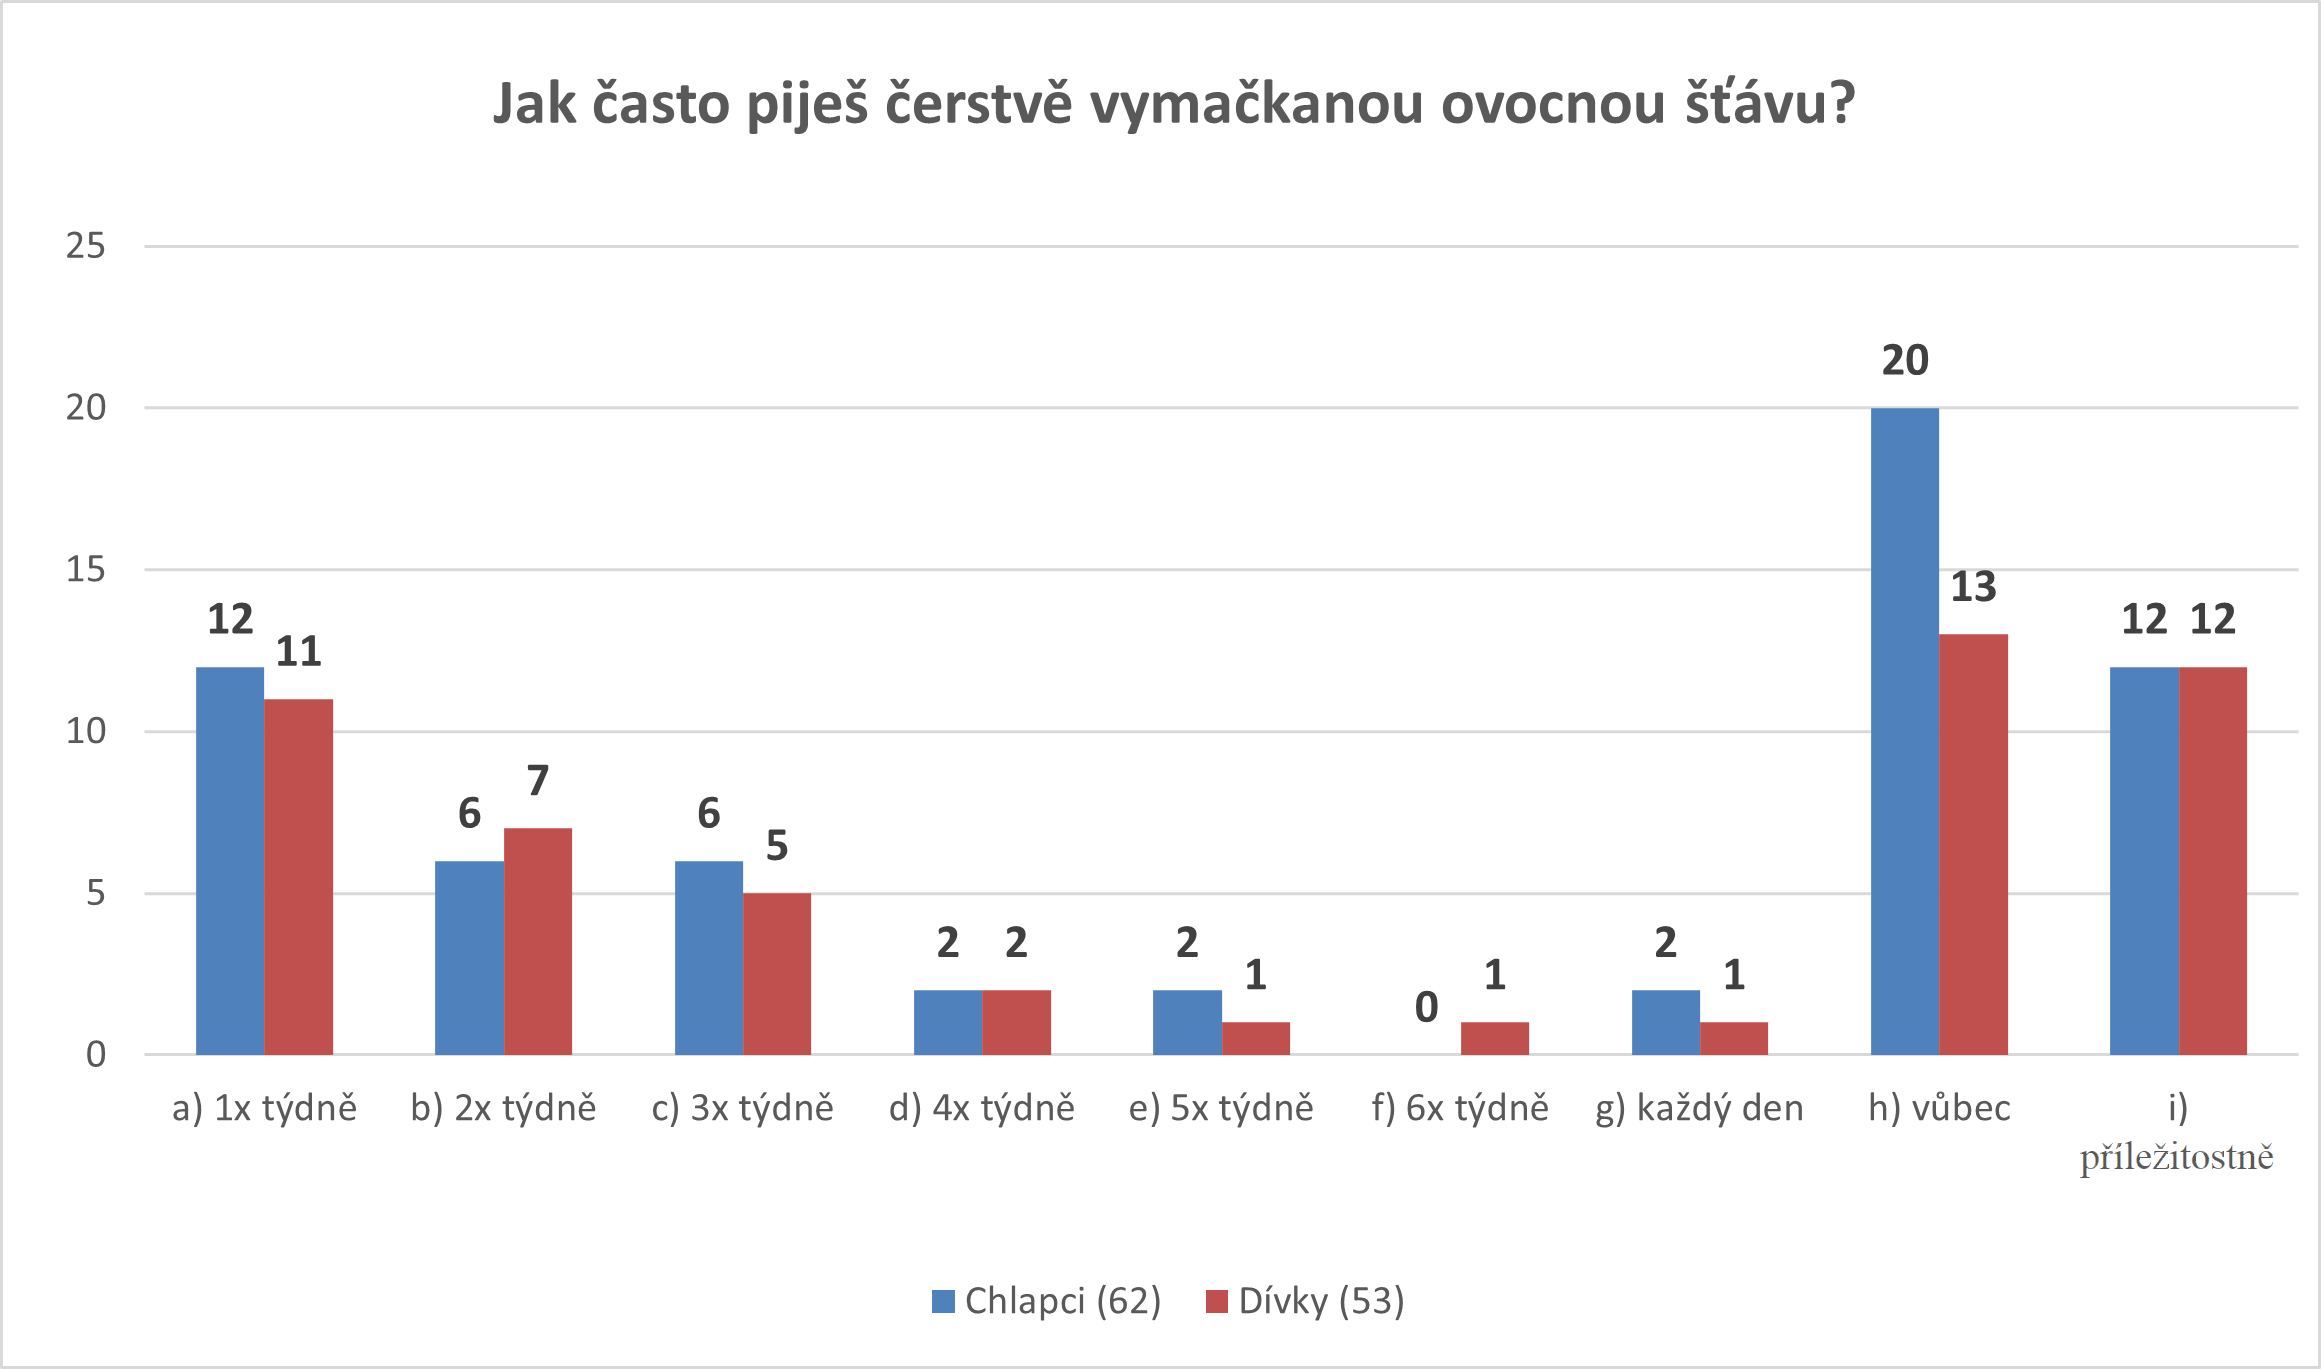 Jak často piješ čerstvě vymačkanou ovocnou šťávu?
25
20
15
10
5
0
12
11
6
7
6
5
2
2
2
1
0
1
2
1
20
13
12
12
a) 1x týdně
b) 2x týdně
c) 3x týdně
d) 4x týdně
e) 5x týdně
f) 6x týdně
g) každý den
h) vůbec
i)
příležitostně
Chlapci (62)
Dívky (53)